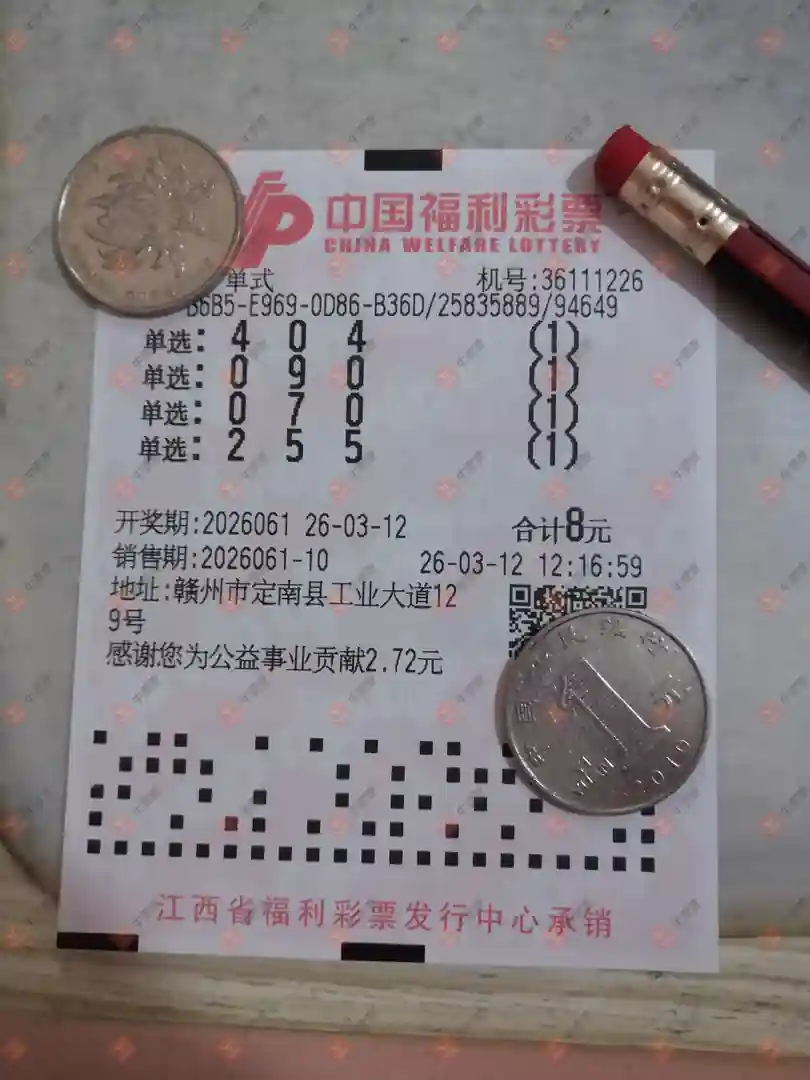 中国福利彩票
CHINA WELFARE LOTTERY
单式 机号:36111226
B6B5-E969-0D86-B36D/25835889/94649
单选: 4 0 4 (1)
单选: 0 9 0 (1)
单选: 0 7 0 (1)
单选: 2 5 5 (1)
开奖期:2026061 26-03-12 合计8元
销售期:2026061-10 26-03-12 12:16:59
地址:赣州市定南县工业大道12
9号
感谢您为公益事业贡献2.72元
1
2010
江西省福利彩票发行中心承销